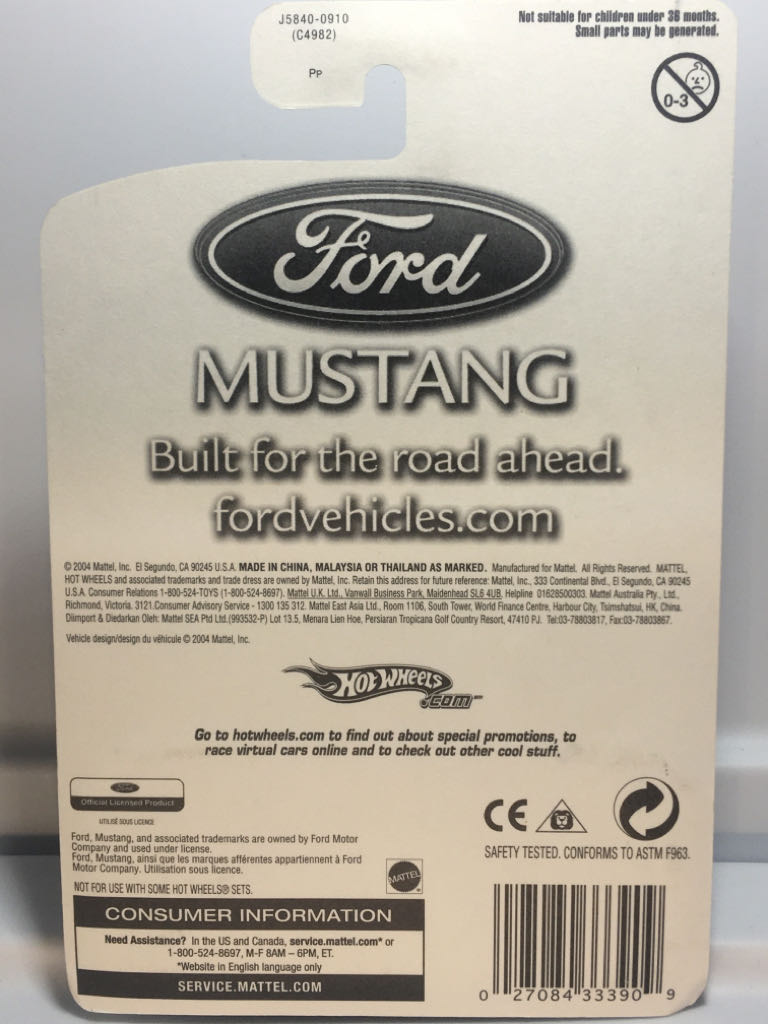 J5840-0910
(C4982)
Pp
Not suitable for children under 36 months.
Small parts may be generated.
0-3
Ford
MUSTANG
Built for the road ahead.
fordvehicles.com
© 2004 Mattel, Inc. El Segundo, CA 90245 U.S.A. MADE IN CHINA, MALAYSIA OR THAILAND AS MARKED. Manufactured for Mattel. All Rights Reserved. MATTEL,
HOT WHEELS and associated trademarks and trade dress are owned by Mattel, Inc. Retain this address for future reference: Mattel, Inc., 333 Continental Blvd., El Segundo, CA 90245
U.S.A. Consumer Relations 1-800-524-TOYS (1-800-524-8697). Mattel U.K. Ltd., Vanwall Business Park, Maidenhead SL6 4UB. Helpline 01628500303. Mattel Australia Pty., Ltd.,
Richmond, Victoria. 3121.Consumer Advisory Service - 1300 135 312. Mattel East Asia Ltd., Room 1106, South Tower, World Finance Centre, Harbour City, Tsimshatsui, HK, China.
Diimport & Diedarkan Oleh: Mattel SEA Ptd Ltd.(993532-P) Lot 13.5, Menara Lien Hoe, Persiaran Tropicana Golf Country Resort, 47410 PJ. Tel:03-78803817, Fax:03-78803867.
Vehicle design/design du véhicule © 2004 Mattel, Inc.
HOT WHEELS
.com
Go to hotwheels.com to find out about special promotions, to
race virtual cars online and to check out other cool stuff.
Ford
Official Licensed Product
UTILISÉ SOUS LICENCE
Ford, Mustang, and associated trademarks are owned by Ford Motor
Company and used under license.
Ford, Mustang, ainsi que les marques afférentes appartiennent à Ford
Motor Company. Utilisation sous licence.
NOT FOR USE WITH SOME HOT WHEELS® SETS.
MATTEL
CE
SAFETY TESTED. CONFORMS TO ASTM F963.
CONSUMER INFORMATION
Need Assistance? In the US and Canada, service.mattel.com* or
1-800-524-8697, M-F 8AM – 6PM, ET.
*Website in English language only
SERVICE.MATTEL.COM
0 27084 33390 9